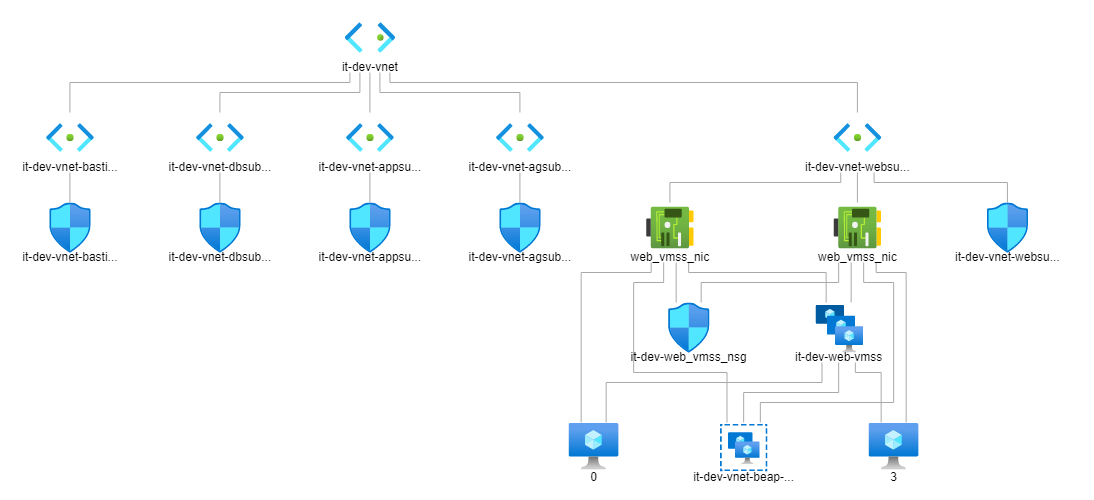 it-dev-vnet
it-dev-vnet-basti...
it-dev-vnet-dbsub...
it-dev-vnet-appsu...
it-dev-vnet-agsub...
it-dev-vnet-websu...
it-dev-vnet-basti...
it-dev-vnet-dbsub...
it-dev-vnet-appsu...
it-dev-vnet-agsub...
web_vmss_nic
web_vmss_nic
it-dev-vnet-websu...
it-dev-web_vmss_nsg
it-dev-web-vmss
0
it-dev-vnet-beap-...
3